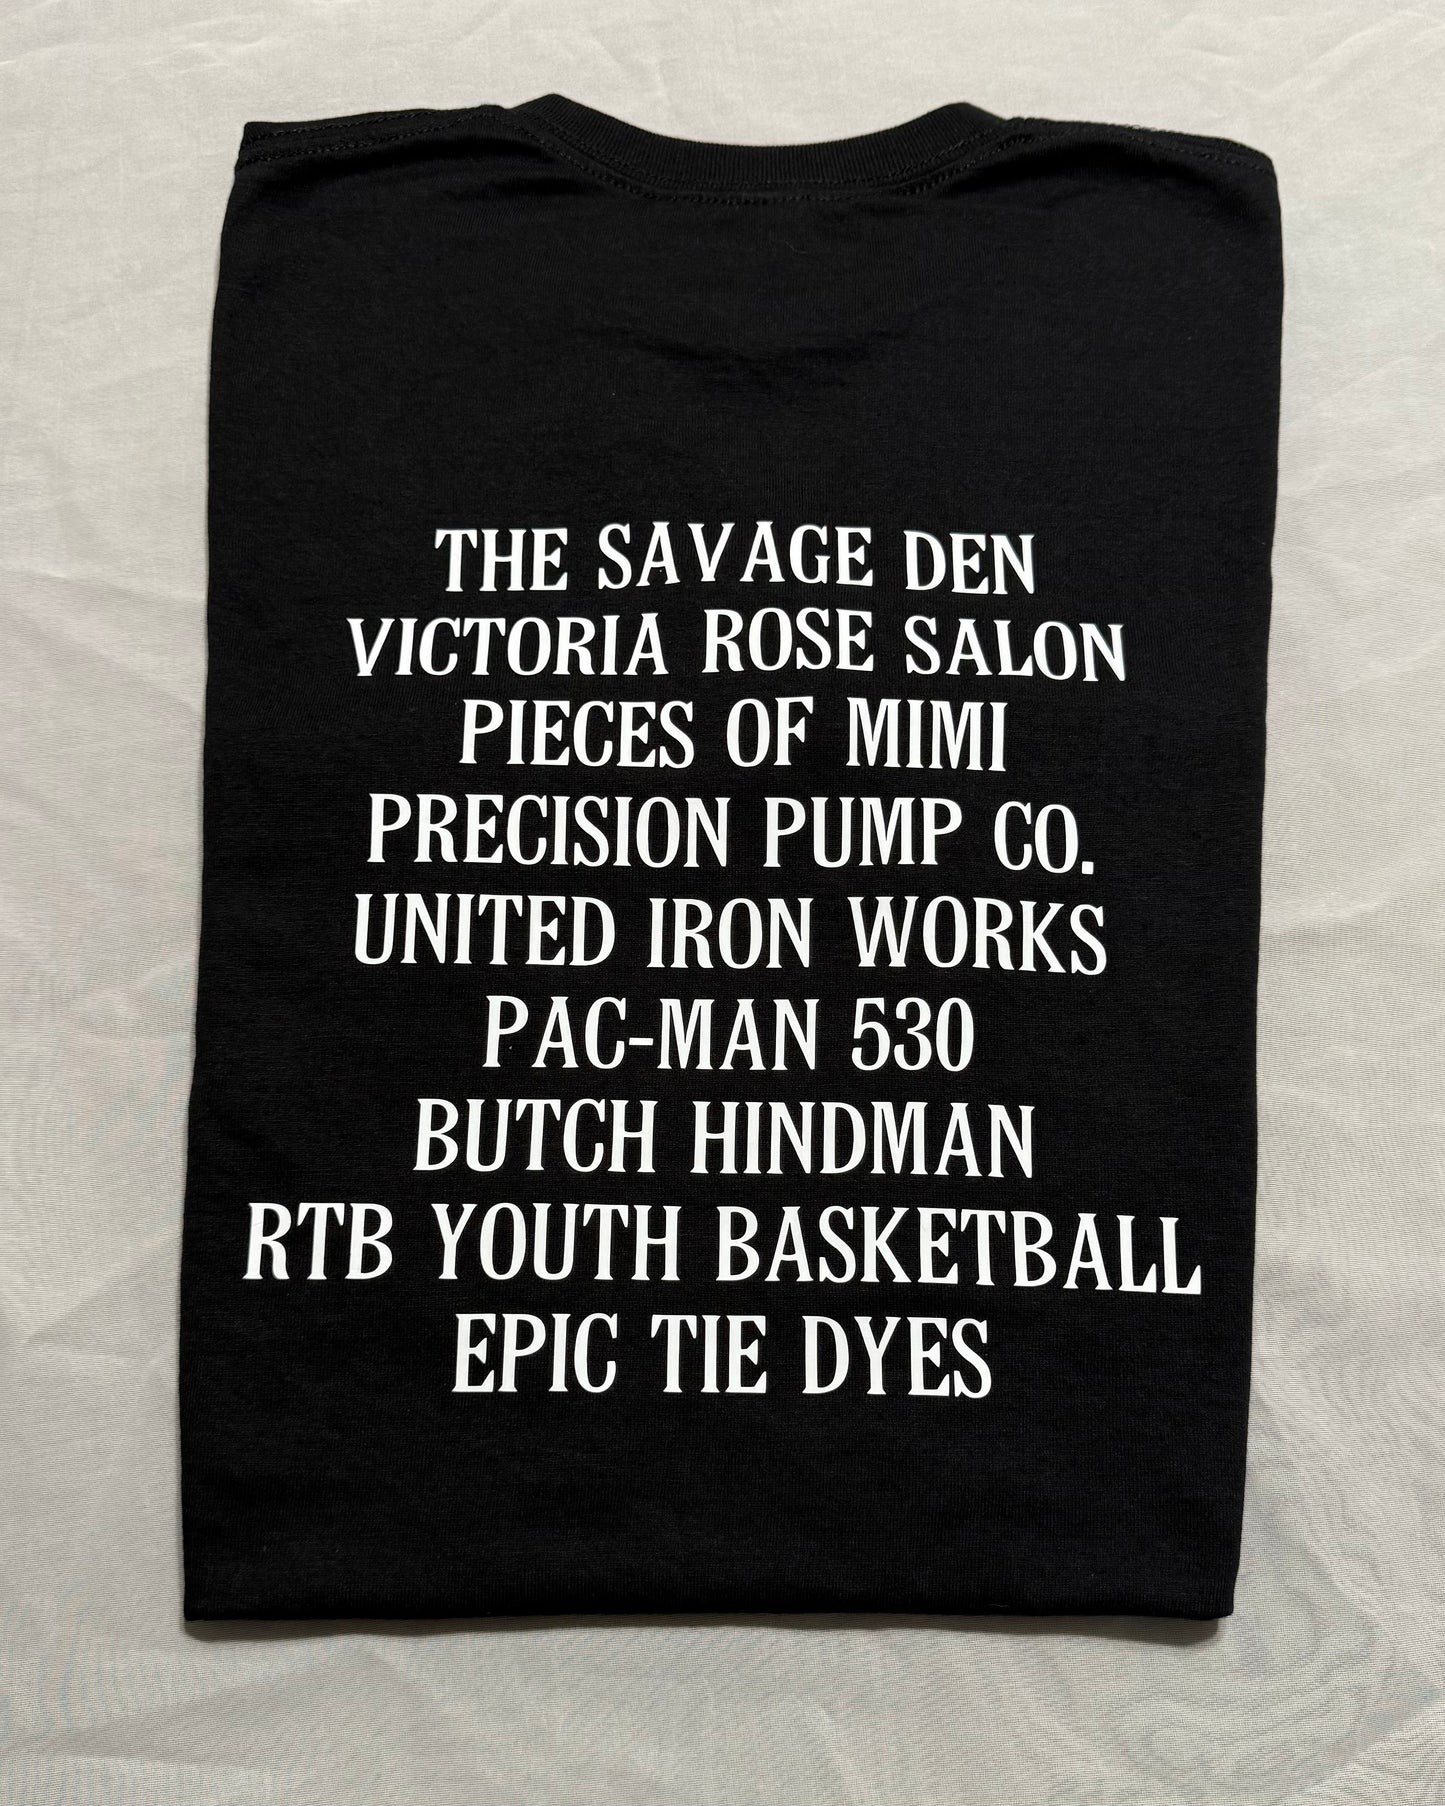 THE SAVAGE DEN
VICTORIA ROSE SALON
PIECES OF MIMI
PRECISION PUMP CO.
UNITED IRON WORKS
PAC-MAN 530
BUTCH HINDMAN
RTB YOUTH BASKETBALL
EPIC TIE DYES